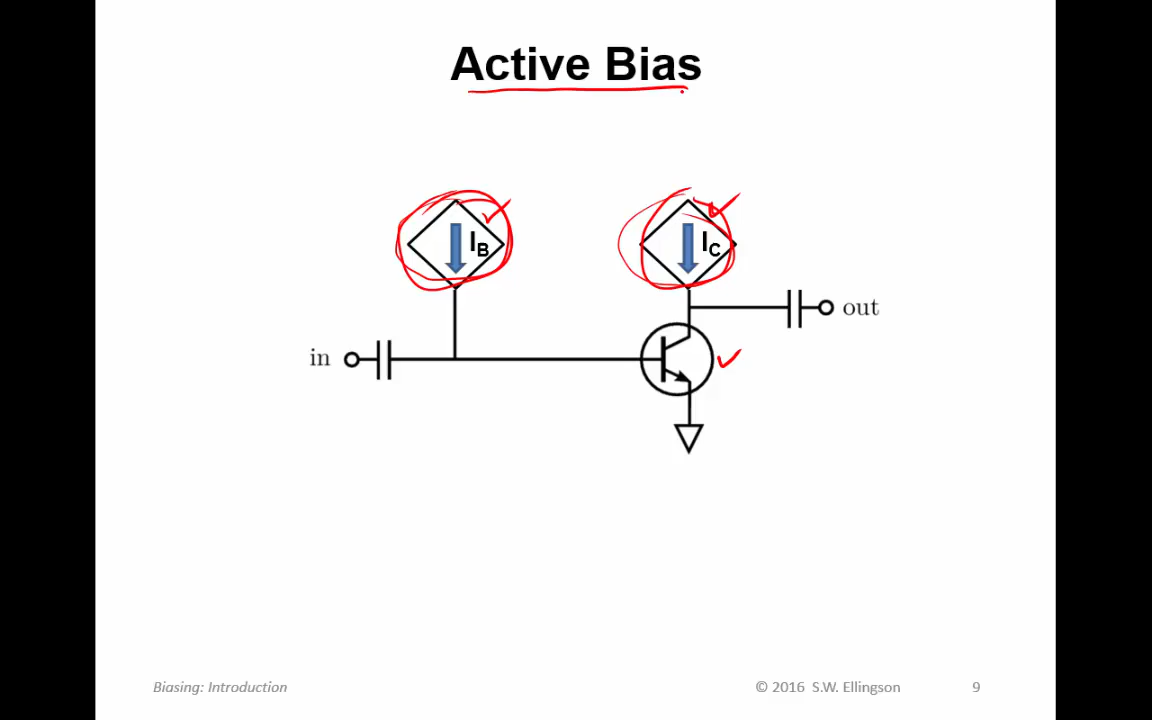 Active Bias
I_B
I_C
out
in
Biasing: Introduction
© 2016 S.W. Ellingson
9